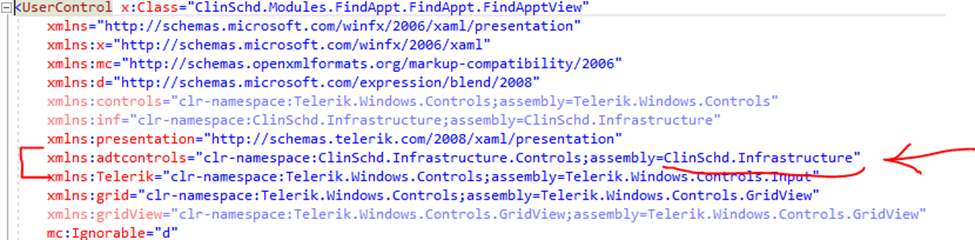 <UserControl x:Class="ClinSchd.Modules.FindAppt.FindAppt.FindApptView"
xmlns="http://schemas.microsoft.com/winfx/2006/xaml/presentation"
xmlns:x="http://schemas.microsoft.com/winfx/2006/xaml"
xmlns:mc="http://schemas.openxmlformats.org/markup-compatibility/2006"
xmlns:d="http://schemas.microsoft.com/expression/blend/2008"
xmlns:controls="clr-namespace:Telerik.Windows.Controls;assembly=Telerik.Windows.Controls"
xmlns:inf="clr-namespace:ClinSchd.Infrastructure;assembly=ClinSchd.Infrastructure"
xmlns:presentation="http://schemas.telerik.com/2008/xaml/presentation"
xmlns:adtcontrols="clr-namespace:ClinSchd.Infrastructure.Controls;assembly=ClinSchd.Infrastructure"
xmlns:Telerik="clr-namespace:Telerik.Windows.Controls;assembly=Telerik.Windows.Controls.Input"
xmlns:grid="clr-namespace:Telerik.Windows.Controls;assembly=Telerik.Windows.Controls.GridView"
xmlns:gridView="clr-namespace:Telerik.Windows.Controls.GridView;assembly=Telerik.Windows.Controls.GridView"
mc:Ignorable="d"